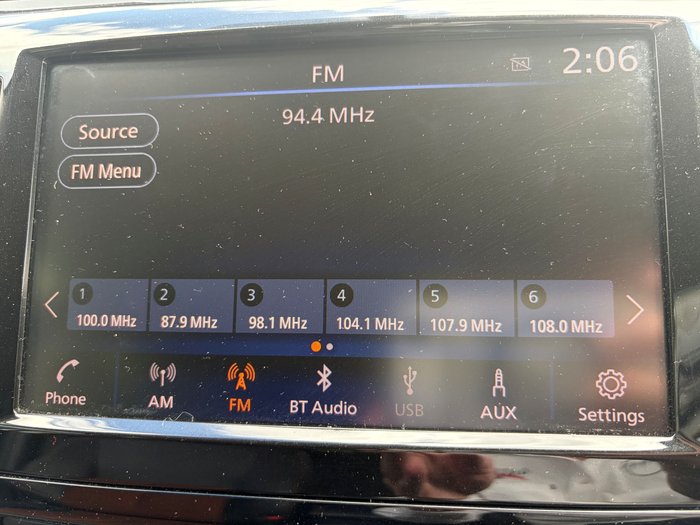 FM
2:06
94.4 MHz
Source
FM Menu
1 2 3 4 5 6
100.0 MHz 87.9 MHz 98.1 MHz 104.1 MHz 107.9 MHz 108.0 MHz
Phone AM FM BT Audio USB AUX Settings